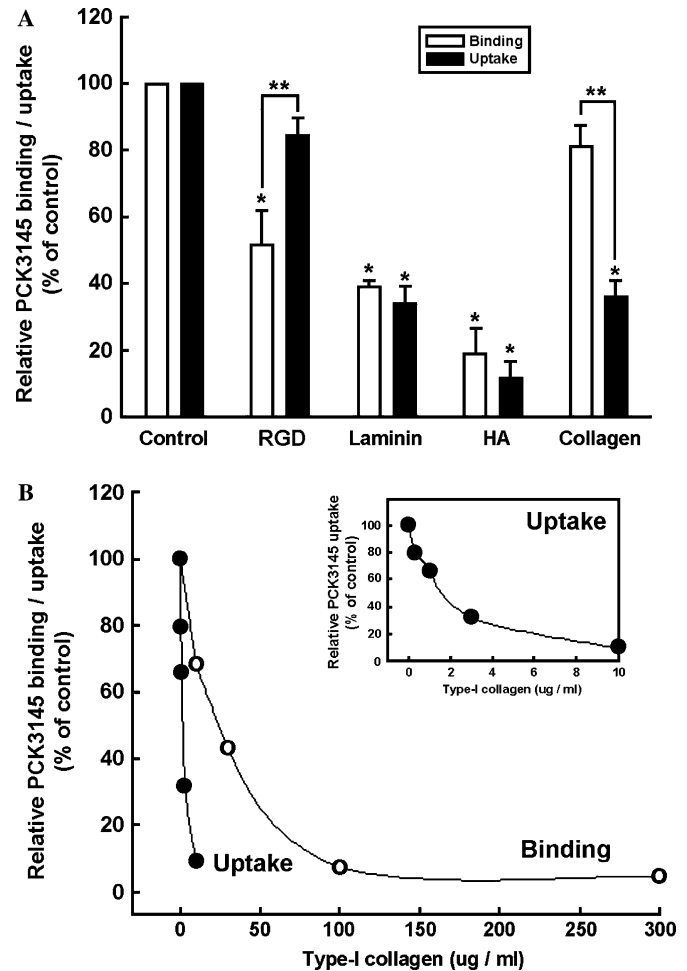 A
Relative PCK3145 binding / uptake
(% of control)
120
100
80
60
40
20
0
Binding
Uptake
**
**
*
*
*
*
*
*
Control RGD Laminin HA Collagen
B
Relative PCK3145 binding / uptake
(% of control)
120
100
80
60
40
20
0
Uptake
Binding
0 50 100 150 200 250 300
Type-I collagen (ug / ml)
Relative PCK3145 uptake
(% of control)
100
80
60
40
20
0
Uptake
0 2 4 6 8 10
Type-I collagen (ug / ml)